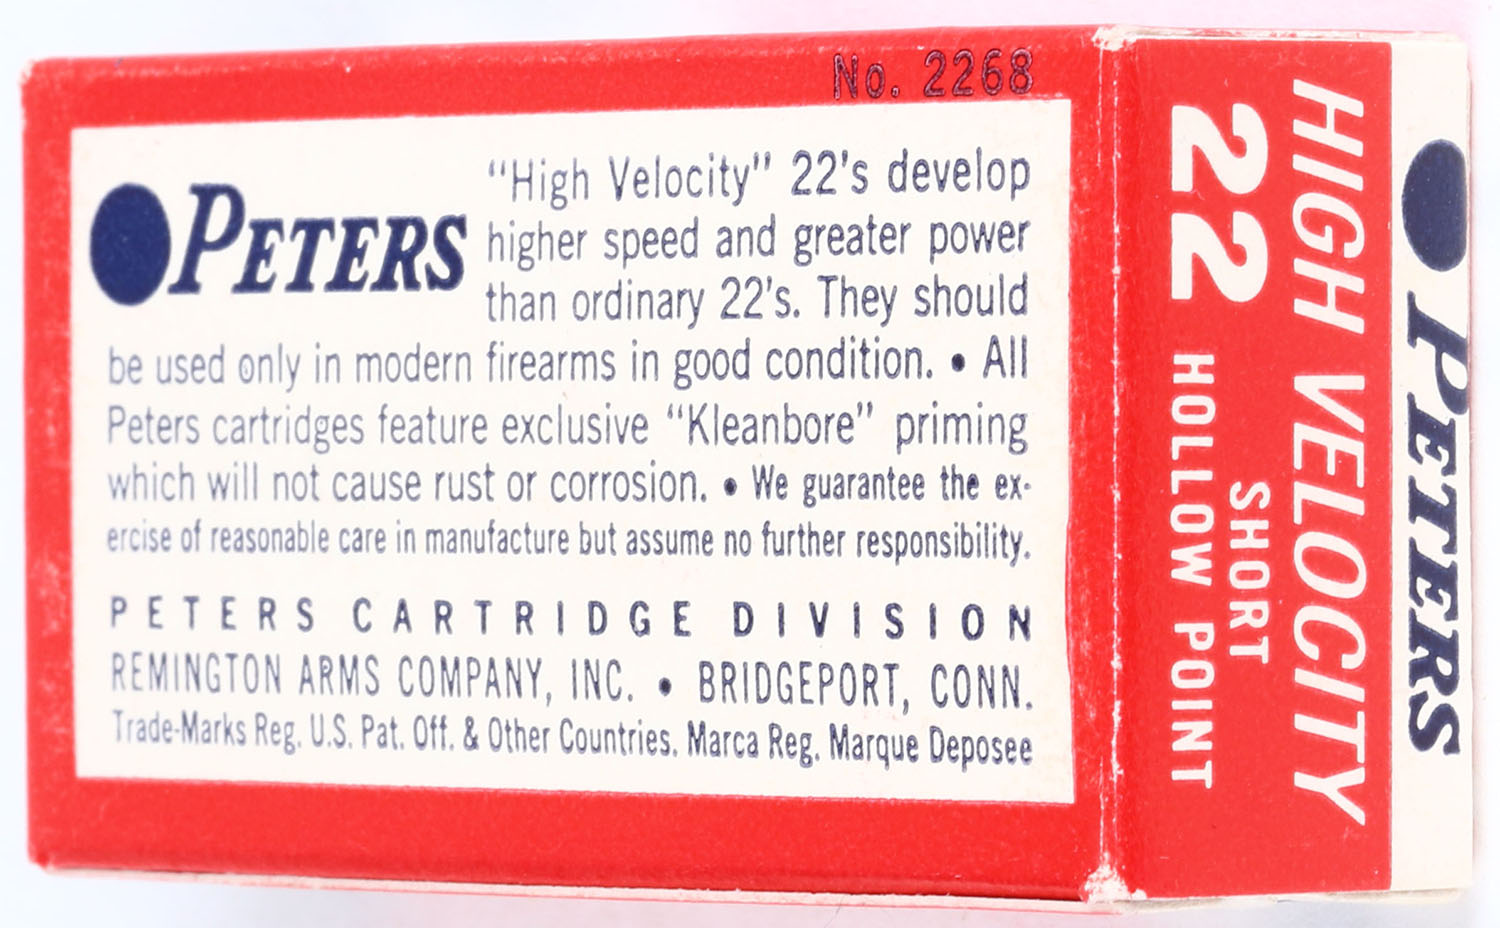 No. 2268
PETERS
"High Velocity" 22's develop
higher speed and greater power
than ordinary 22's. They should
be used only in modern firearms in good condition. • All
Peters cartridges feature exclusive "Kleanbore" priming
which will not cause rust or corrosion. • We guarantee the ex-
ercise of reasonable care in manufacture but assume no further responsibility.
PETERS CARTRIDGE DIVISION
REMINGTON ARMS COMPANY, INC. • BRIDGEPORT, CONN.
Trade-Marks Reg. U.S. Pat. Off. & Other Countries. Marca Reg. Marque Deposee
PETERS
HIGH VELOCITY
22 SHORT
HOLLOW POINT